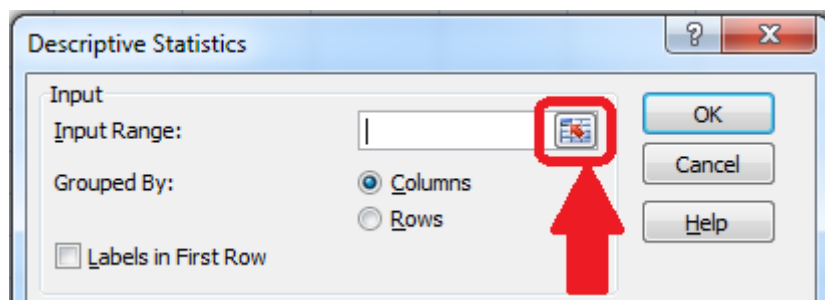 Descriptive Statistics
Input
Input Range:
OK
Grouped By:
Columns
Cancel
Rows
Help
Labels in First Row